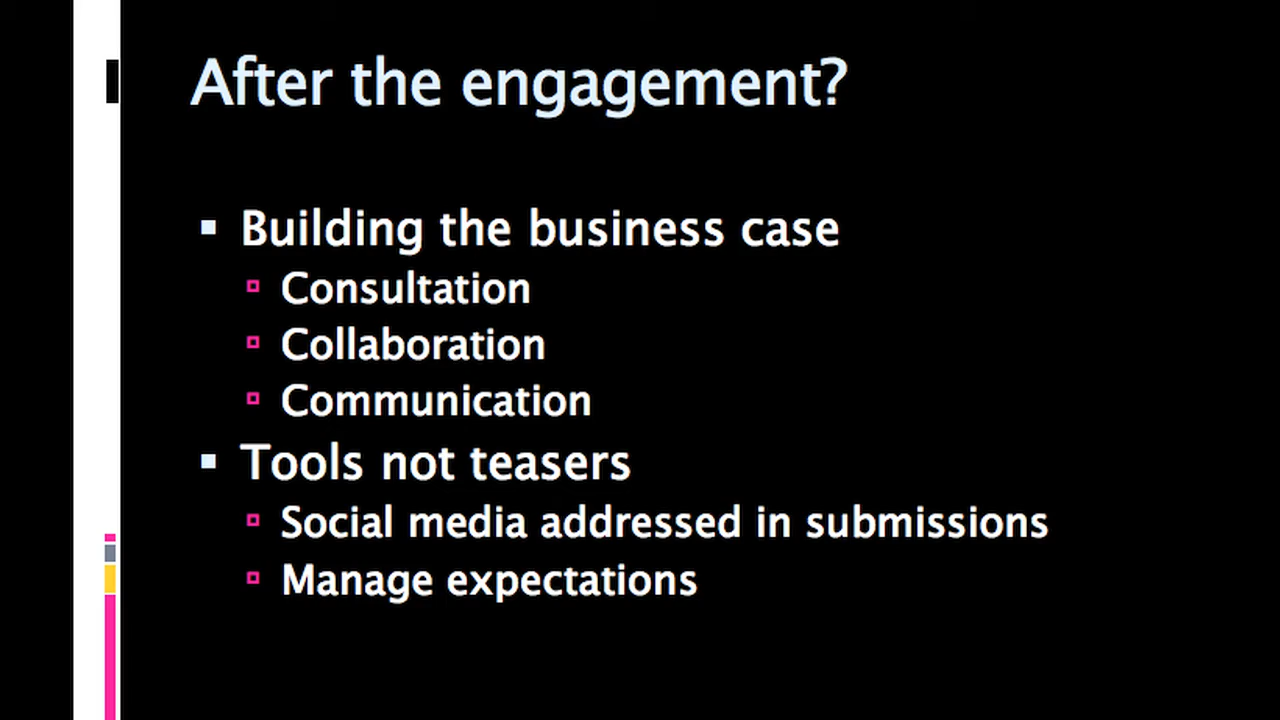 After the engagement?
Building the business case
Consultation
Collaboration
Communication
Tools not teasers
Social media addressed in submissions
Manage expectations